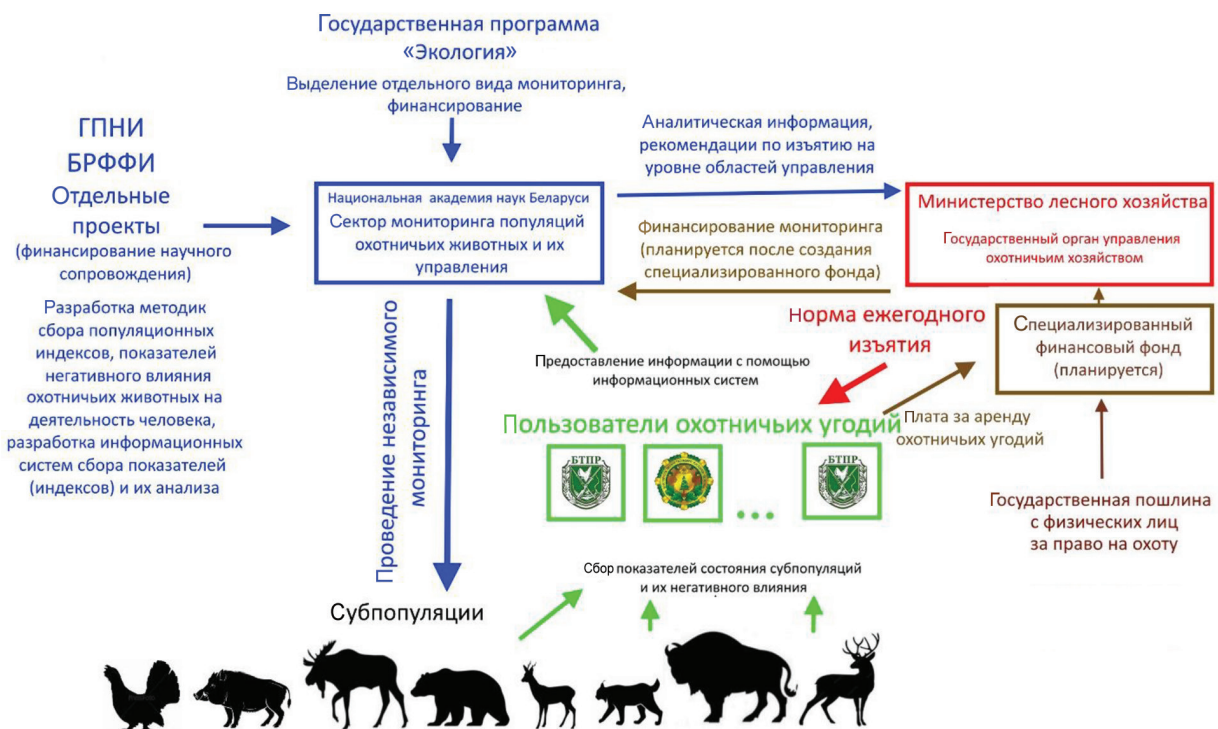 Государственная программа
«Экология»
Выделение отдельного вида мониторинга,
финансирование
ГПНИ
БРФФИ
Отдельные
проекты
(финансирование научного
сопровождения)
Разработка методик
сбора популяционных
индексов, показателей
негативного влияния
охотничьих животных на
деятельность человека,
разработка информационных
систем сбора показателей
(индексов) и их анализа
Национальная академия наук Беларуси
Сектор мониторинга популяций
охотничьих животных и их
управления
Аналитическая информация,
рекомендации по изъятию на
уровне областей управления
Министерство лесного хозяйства
Государственный орган управления
охотничьим хозяйством
Финансирование мониторинга
(планируется после создания
специализированного фонда)
Специализированный
финансовый фонд
(планируется)
Норма ежегодного
изъятия
Предоставление информации с помощью
информационных систем
Пользователи охотничьих угодий
Плата за аренду
охотничьих угодий
БТПР
БТПР
...
Государственная пошлина
с физических лиц
за право на охоту
Проведение независимого
мониторинга
Сбор показателей состояния субпопуляций
и их негативного влияния
Субпопуляции